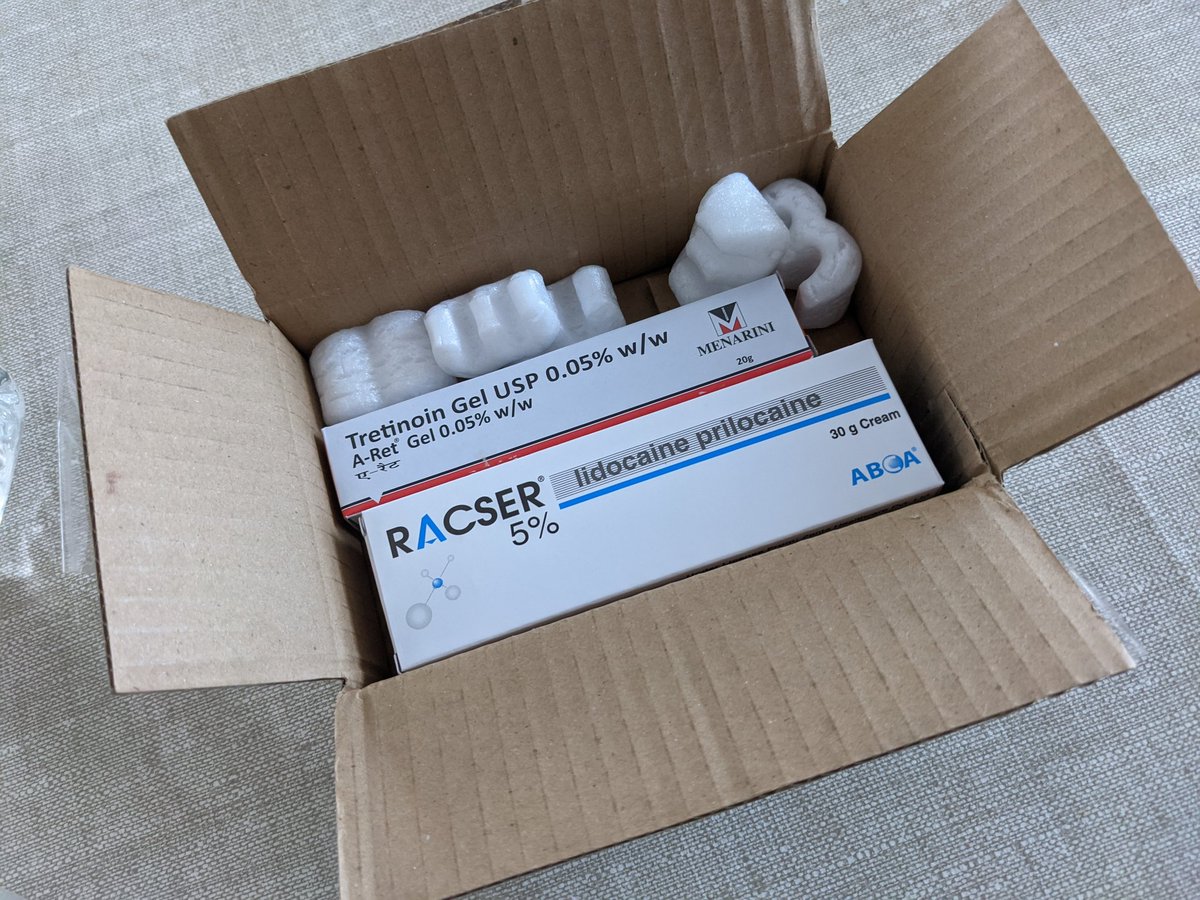 Tretinoin Gel USP 0.05% w/w
A-Ret® Gel 0.05% w/w
ए-रेट
MENARINI
20g
RACSER®
5%
lidocaine prilocaine
30 g Cream
ABOA®